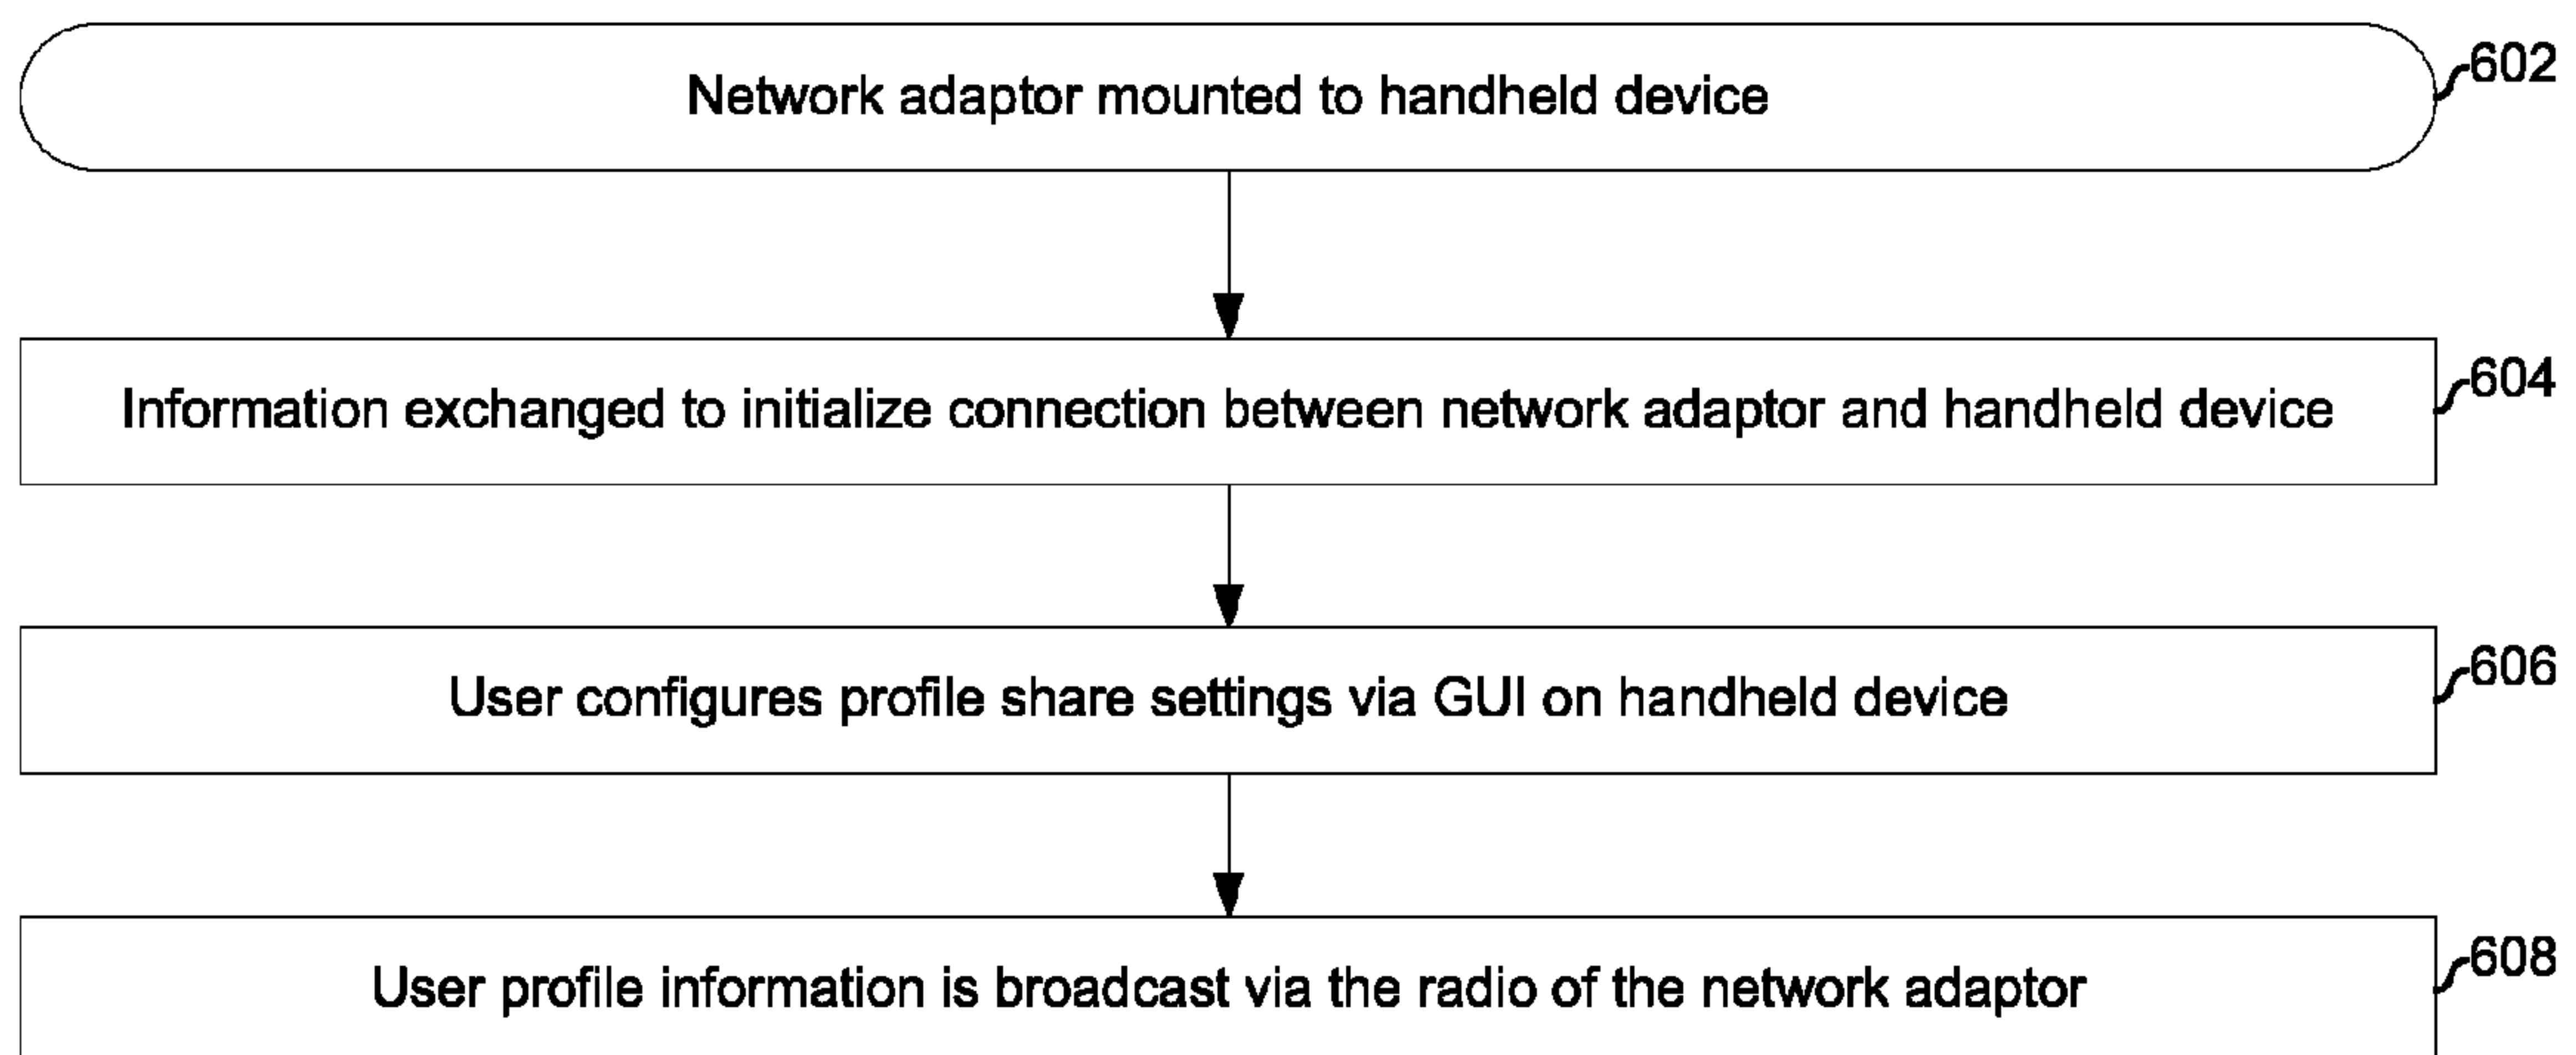 Network adaptor mounted to handheld device
602
Information exchanged to initialize connection between network adaptor and handheld device
604
User configures profile share settings via GUI on handheld device
606
User profile information is broadcast via the radio of the network adaptor
608